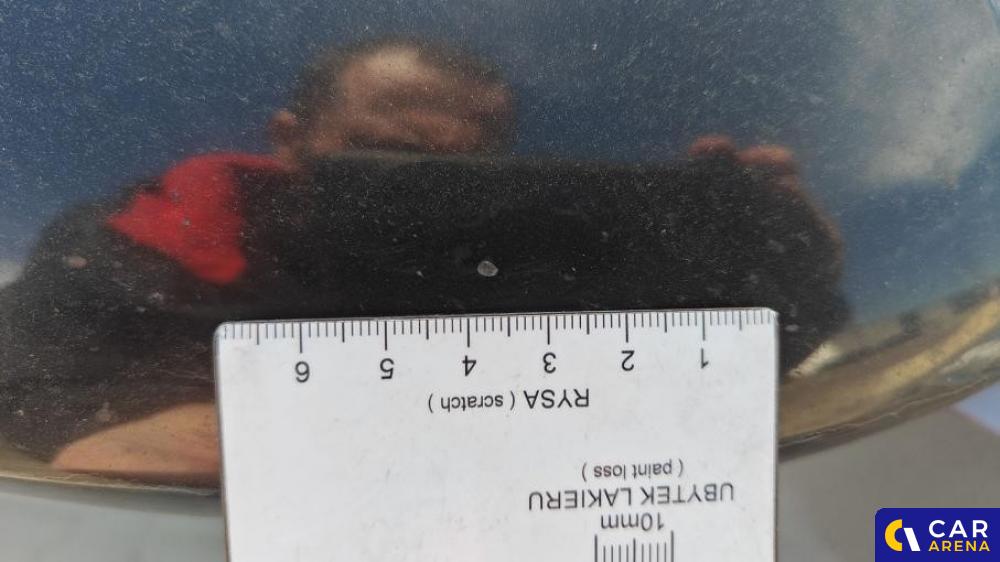 6 5 4 3 2 1
RYSA ( scratch )
( paint loss )
UBYTEK LAKIERU
10mm
CAR
ARENA